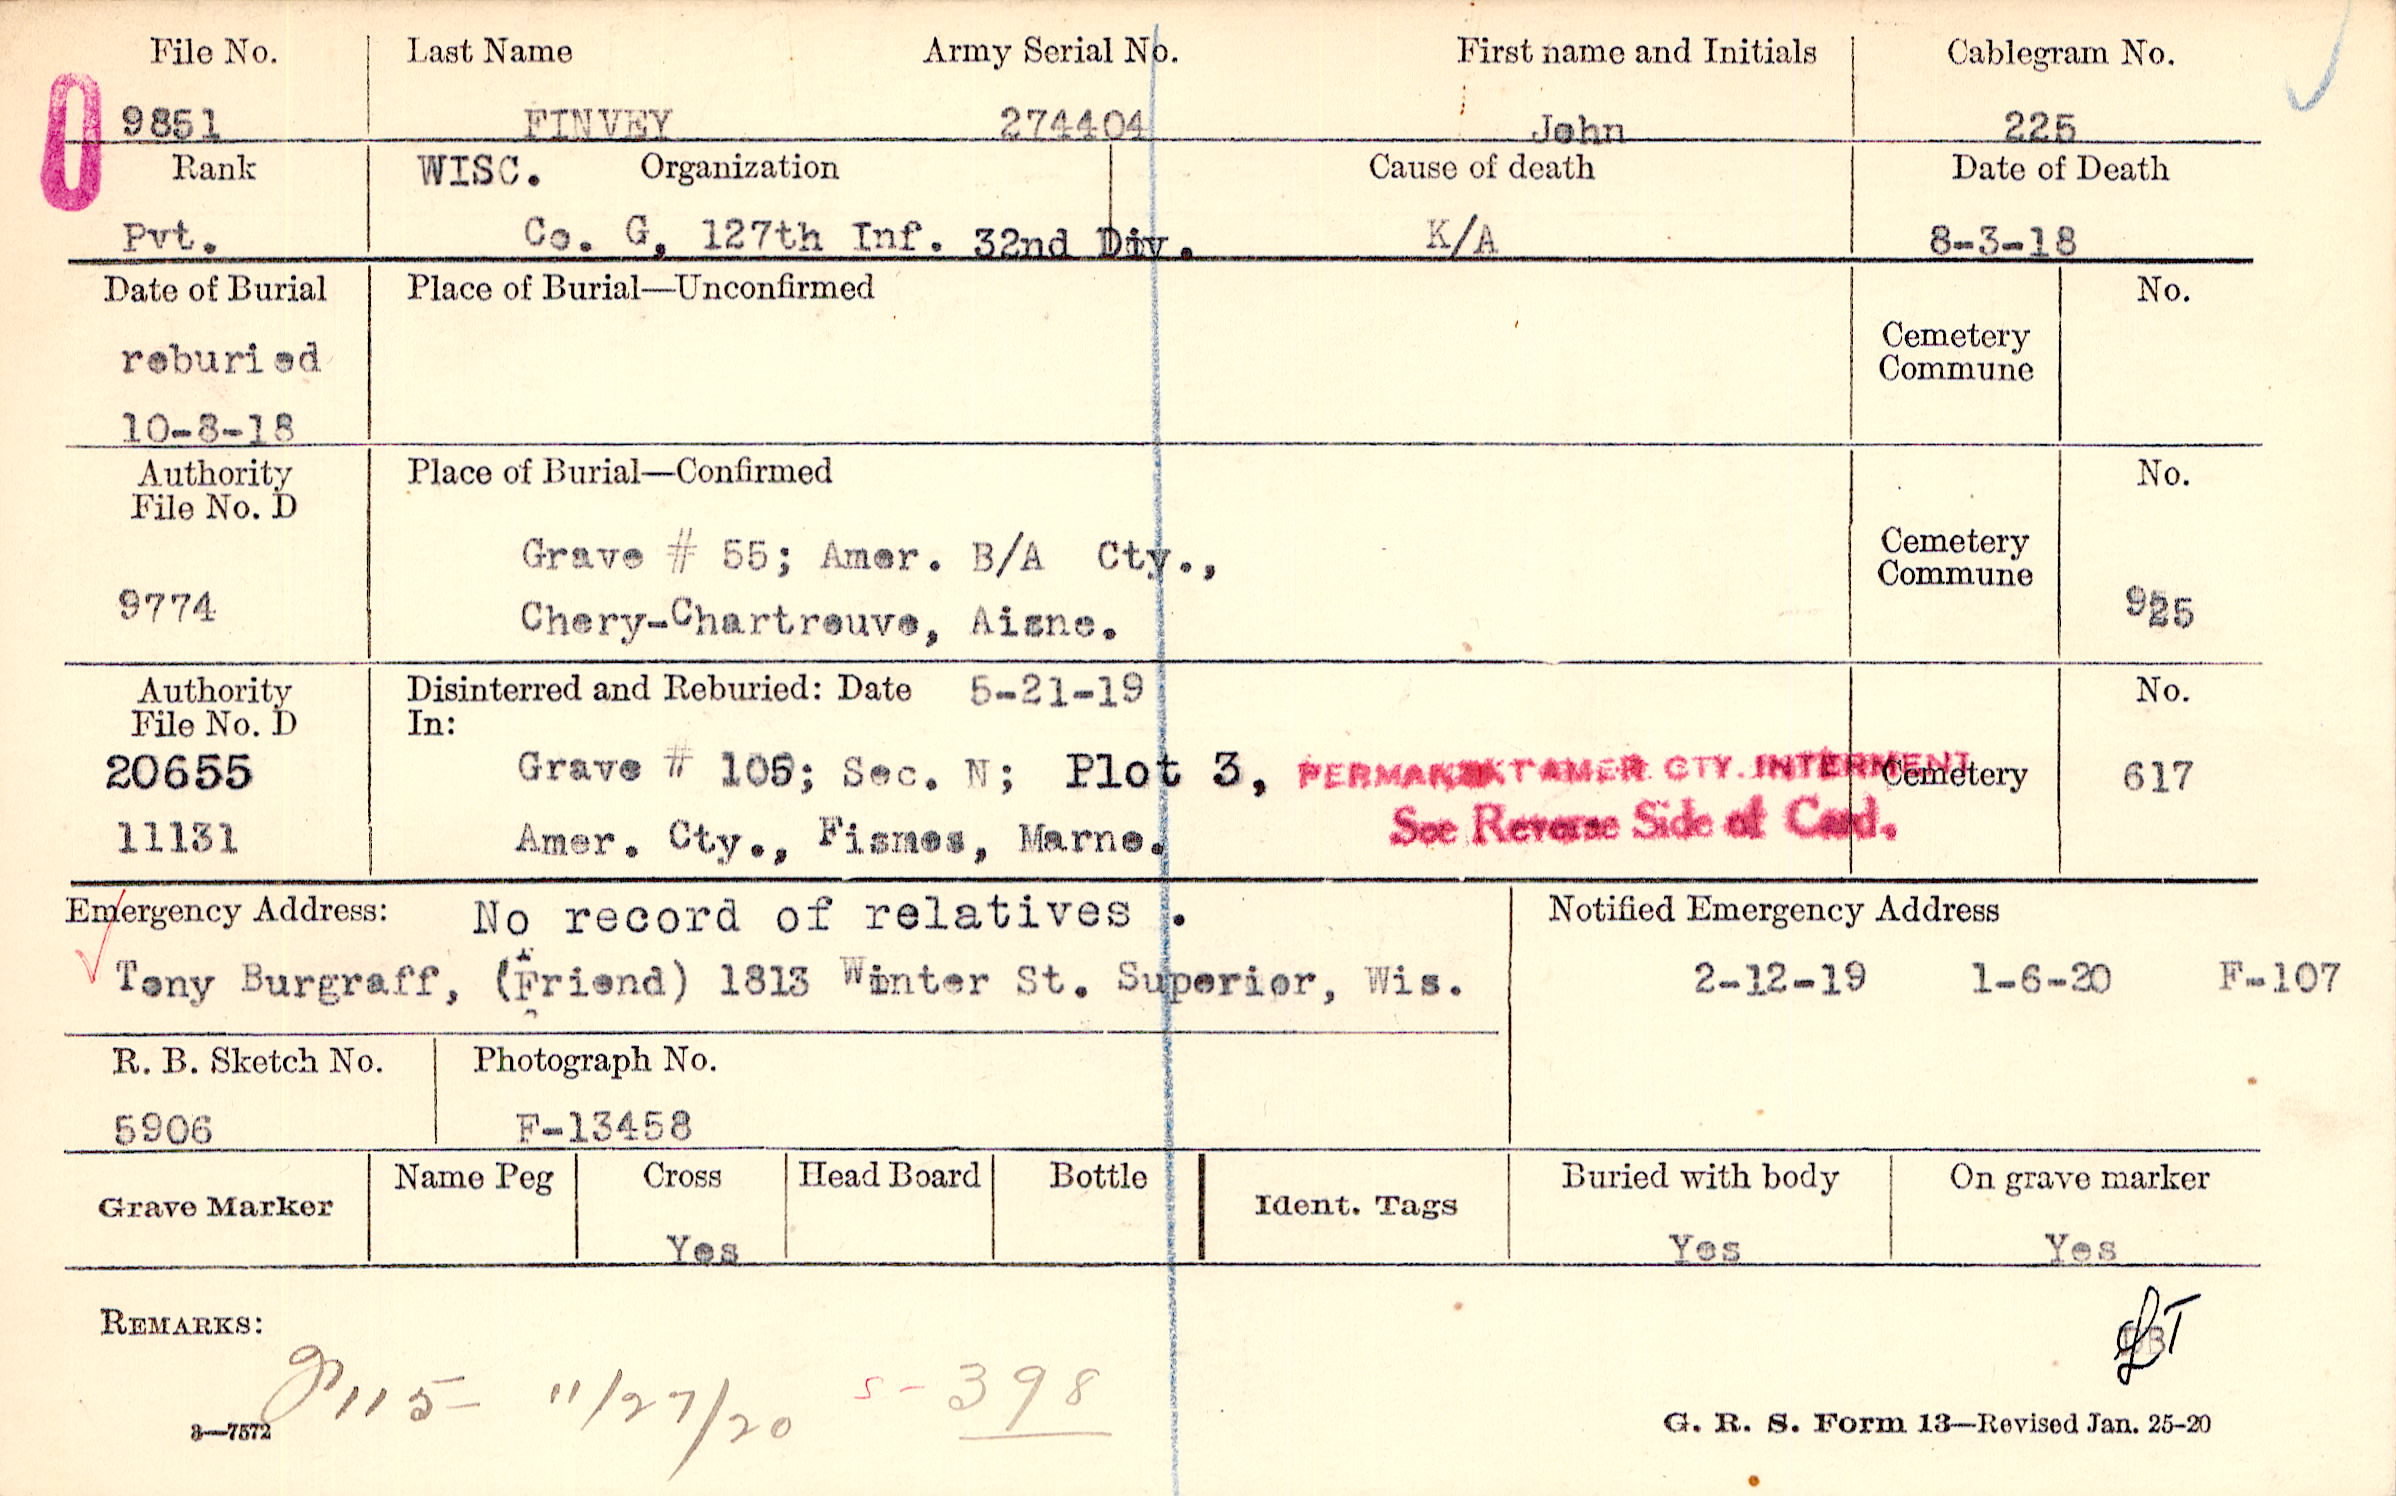 File No. Last Name Army Serial No. First name and Initials Cablegram No.
9851 FINVEY 274404 John 225
Rank WISC. Organization Cause of death Date of Death
Pvt. Co. G, 127th Inf. 32nd Div. K/A 8-3-18
Date of Burial Place of Burial—Unconfirmed No.
Cemetery
reburied Commune
10-8-18
Authority Place of Burial—Confirmed No.
File No. D
Grave # 55; Amer. B/A Cty., Cemetery
Commune
9774 Chery-Chartreuve, Aisne.
Authority Disinterred and Reburied: Date 5-21-19 No.
File No. D In:
20655 Grave # 105; Sec. N; Plot 3, PERMANENT AMER. CTY. INTERMENT Cemetery 617
See Reverse Side of Card.
11131 Amer. Cty., Fismes, Marne.
Emergency Address: No record of relatives . Notified Emergency Address
Tony Burgraff, (Friend) 1813 Winter St. Superior, Wis. 2-12-19 1-6-20 F-107
R. B. Sketch No. Photograph No.
5906 F-13458
Grave Marker Name Peg Cross Head Board Bottle Ident. Tags Buried with body On grave marker
Yes Yes Yes
REMARKS:
115- 11/27/20 S- 398
3—7572 G. R. S. Form 13—Revised Jan. 25-20